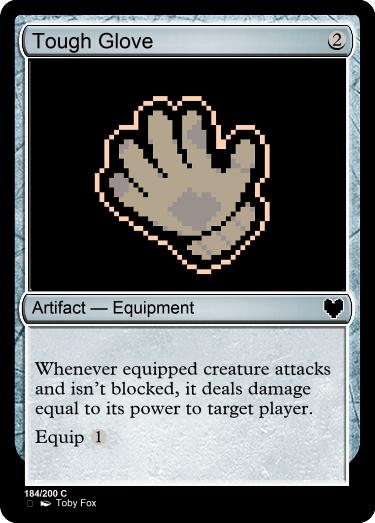 Tough Glove 2
Artifact — Equipment
Whenever equipped creature attacks
and isn't blocked, it deals damage
equal to its power to target player.
Equip 1
184/200 C
Toby Fox